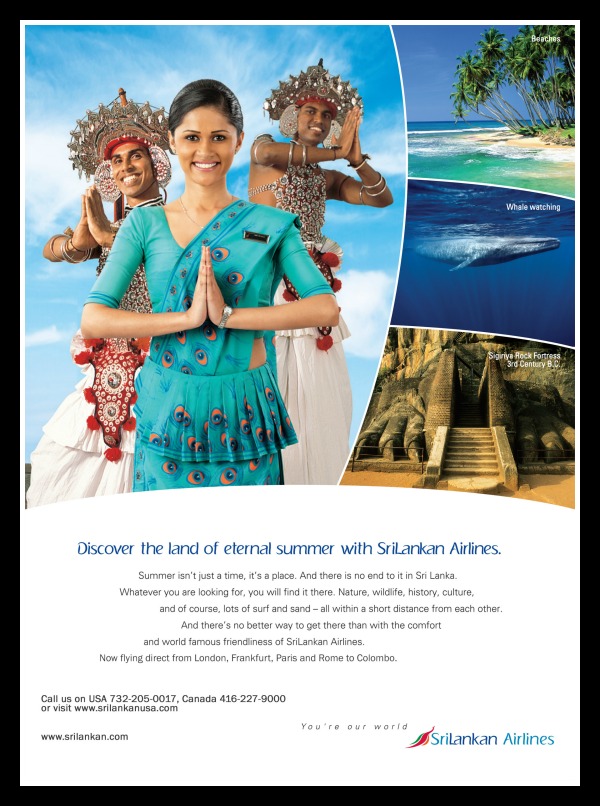 Beaches
Whale watching
Sigiriya Rock Fortress
3rd Century B.C.
Discover the land of eternal summer with SriLankan Airlines.
Summer isn't just a time, it's a place. And there is no end to it in Sri Lanka.
Whatever you are looking for, you will find it there. Nature, wildlife, history, culture,
and of course, lots of surf and sand – all within a short distance from each other.
And there's no better way to get there than with the comfort
and world famous friendliness of SriLankan Airlines.
Now flying direct from London, Frankfurt, Paris and Rome to Colombo.
Call us on USA 732-205-0017, Canada 416-227-9000
or visit www.srilankanusa.com
You're our world
www.srilankan.com
SriLankan Airlines